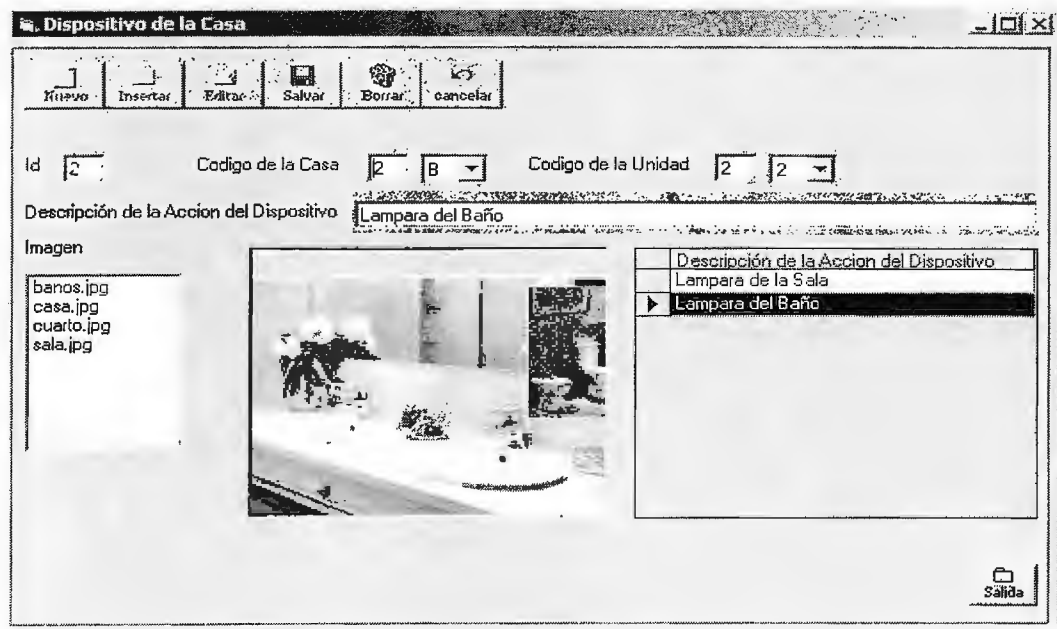 Dispositivo de la Casa
Nuevo Insertar Editar Salvar Borrar cancelar
Id 2 Codigo de la Casa 2 B Codigo de la Unidad 2 2
Descripción de la Accion del Dispositivo Lampara del Baño
Imagen
banos.jpg
casa.jpg
cuarto.jpg
sala.jpg
Descripción de la Accion del Dispositivo
Lampara de la Sala
Lampara del Baño
Salida